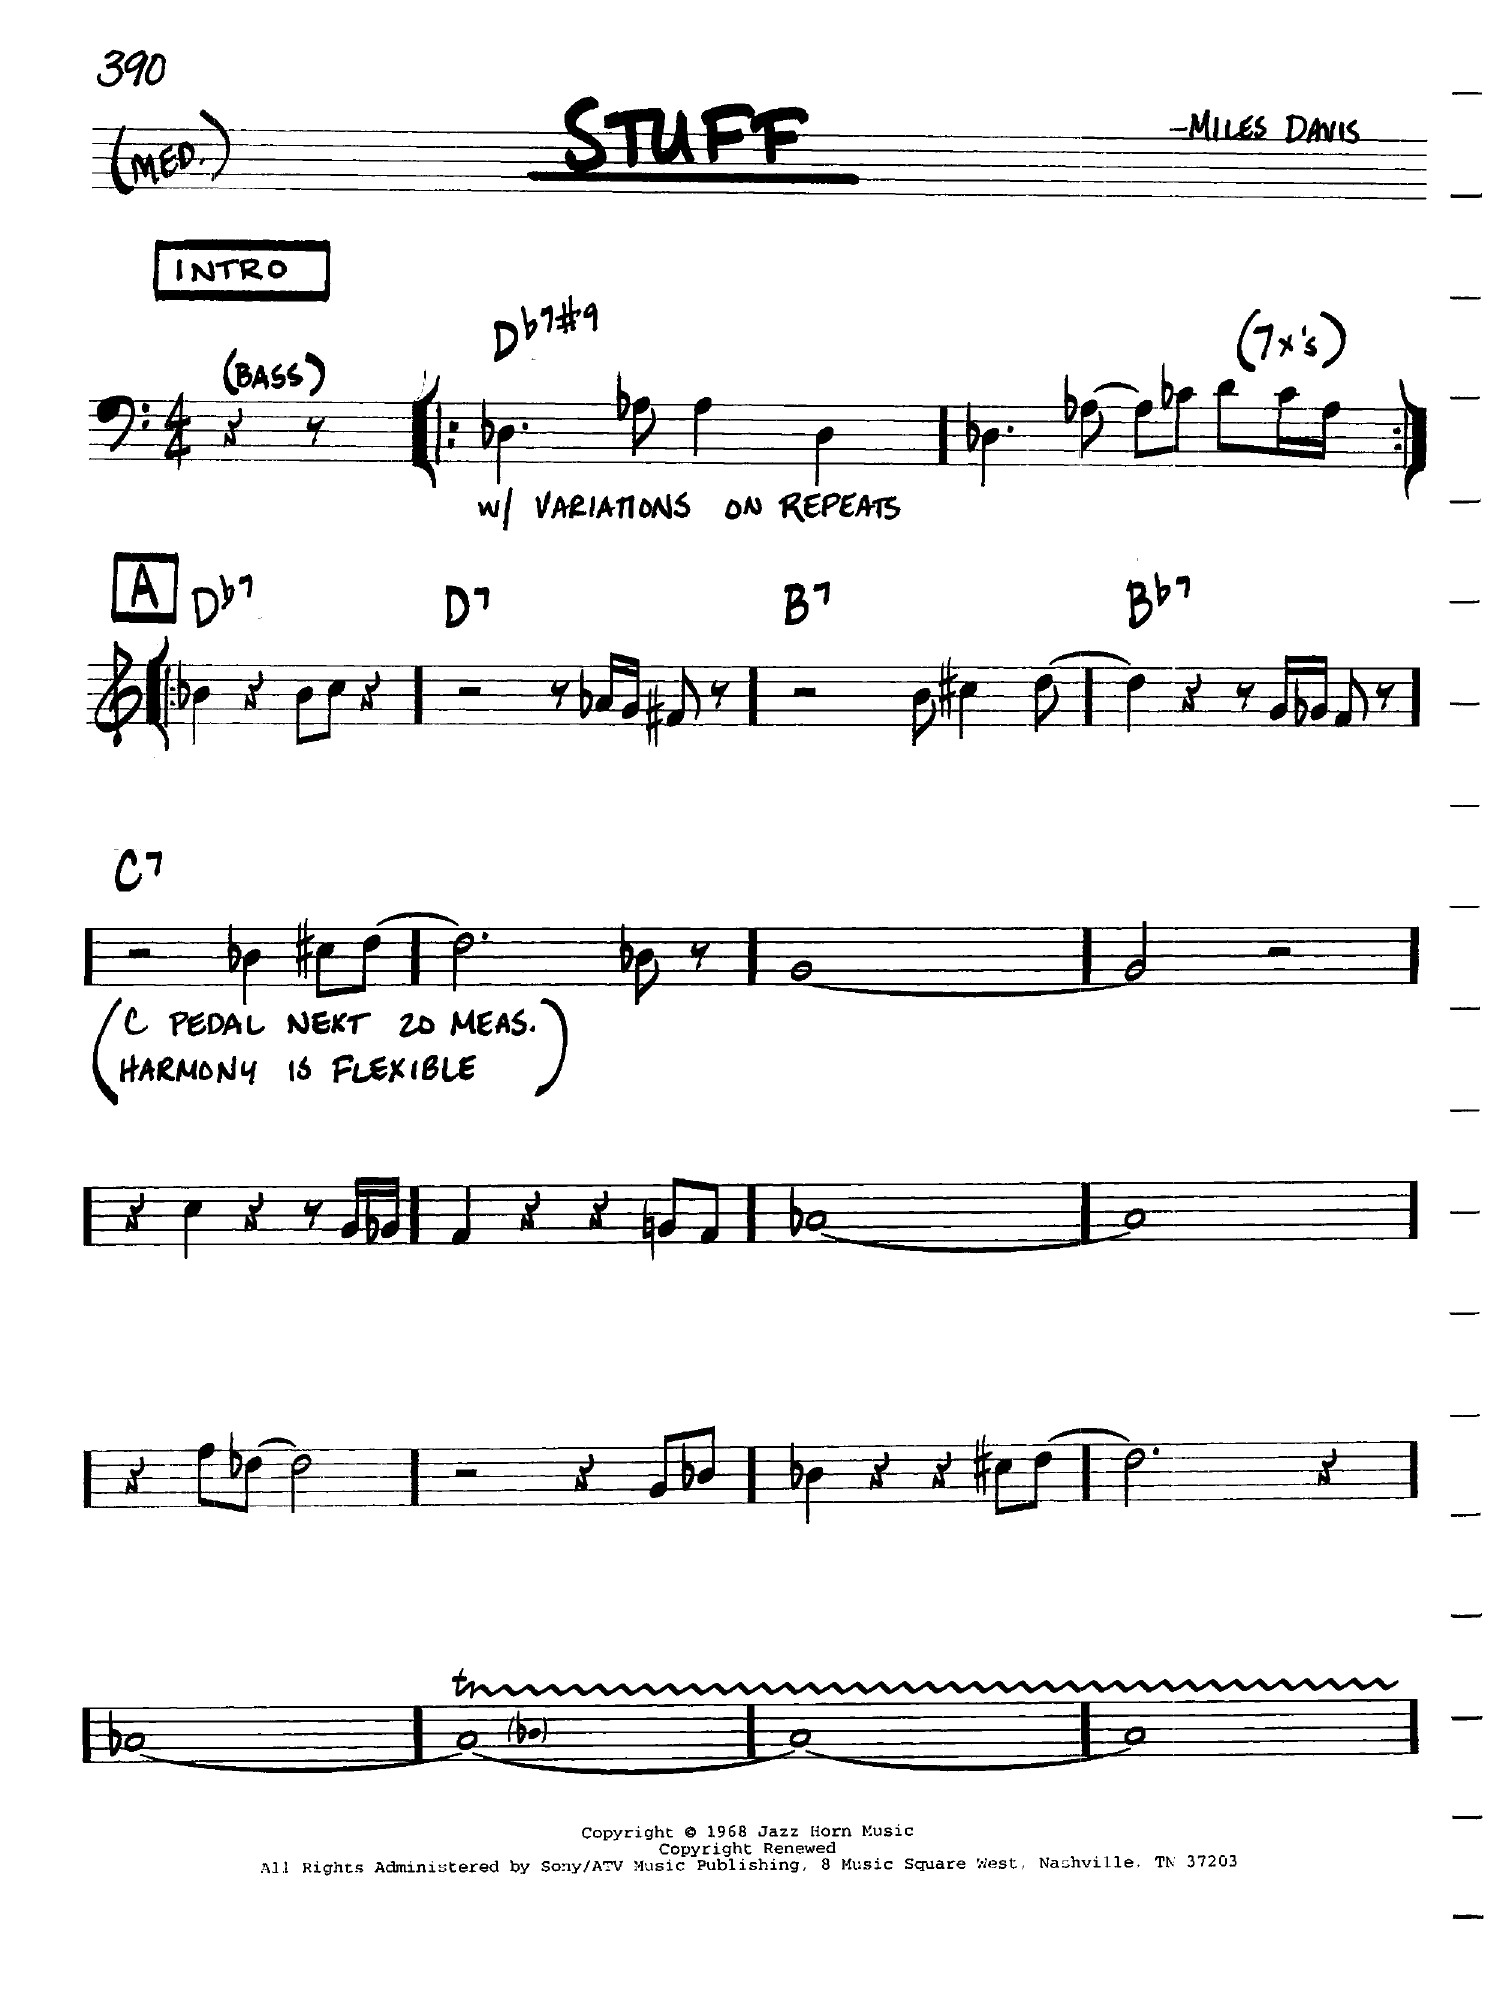 390
(MED.)
STUFF
-MILES DAVIS
INTRO
(BASS)
Db7#9
(7x's)
w/ VARIATIONS ON REPEATS
A
Db7 D7 B7 Bb7
C7
(C PEDAL NEXT 20 MEAS.
HARMONY IS FLEXIBLE)
tr
Copyright © 1968 Jazz Horn Music
Copyright Renewed
All Rights Administered by Sony/ATV Music Publishing, 8 Music Square West, Nashville, TN 37203